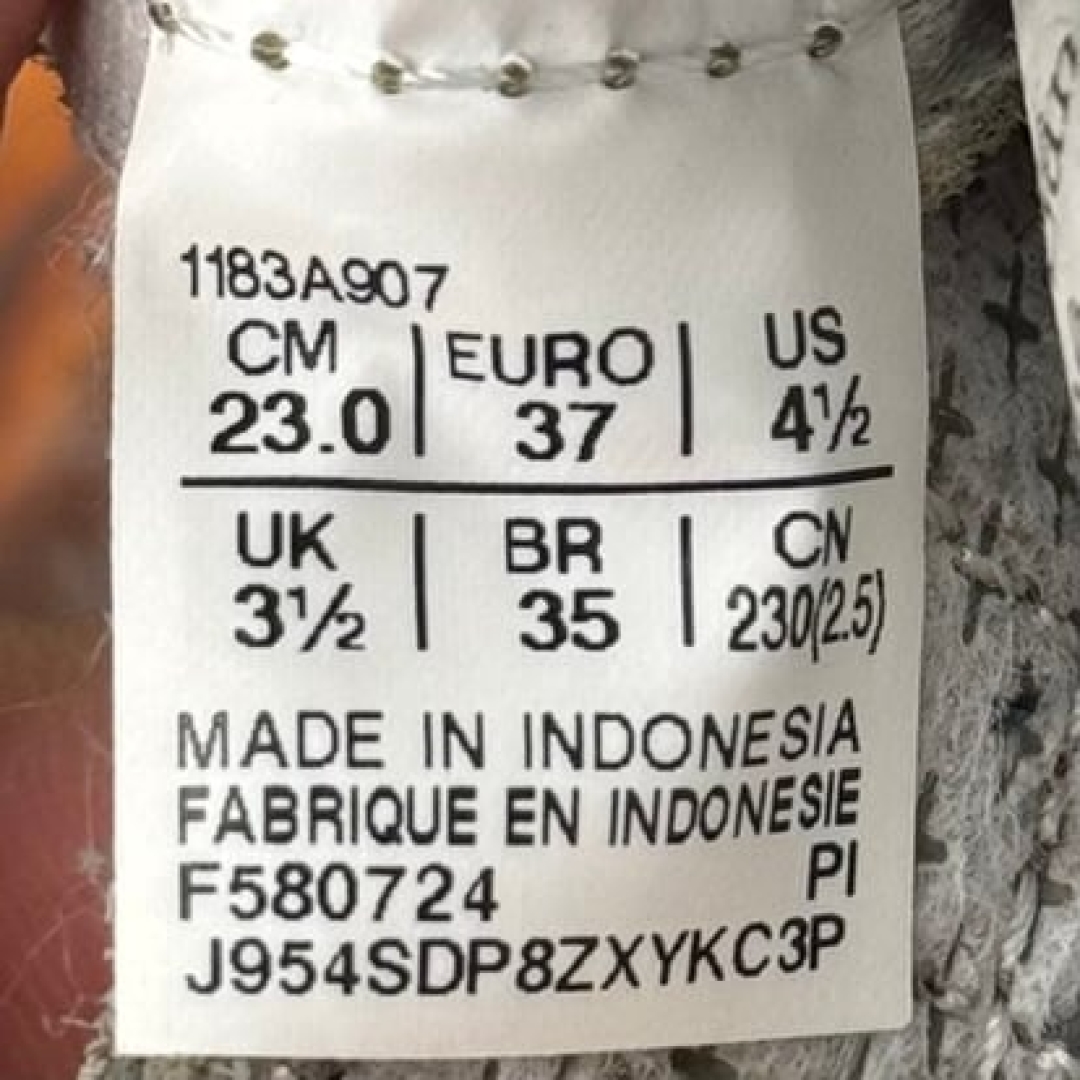 1183A907
CM | EURO | US
23.0 | 37 | 4½
UK | BR | CN
3½ | 35 | 230(2.5)
MADE IN INDONESIA
FABRIQUE EN INDONESIE
F580724 PI
J954SDP8ZXYKC3P